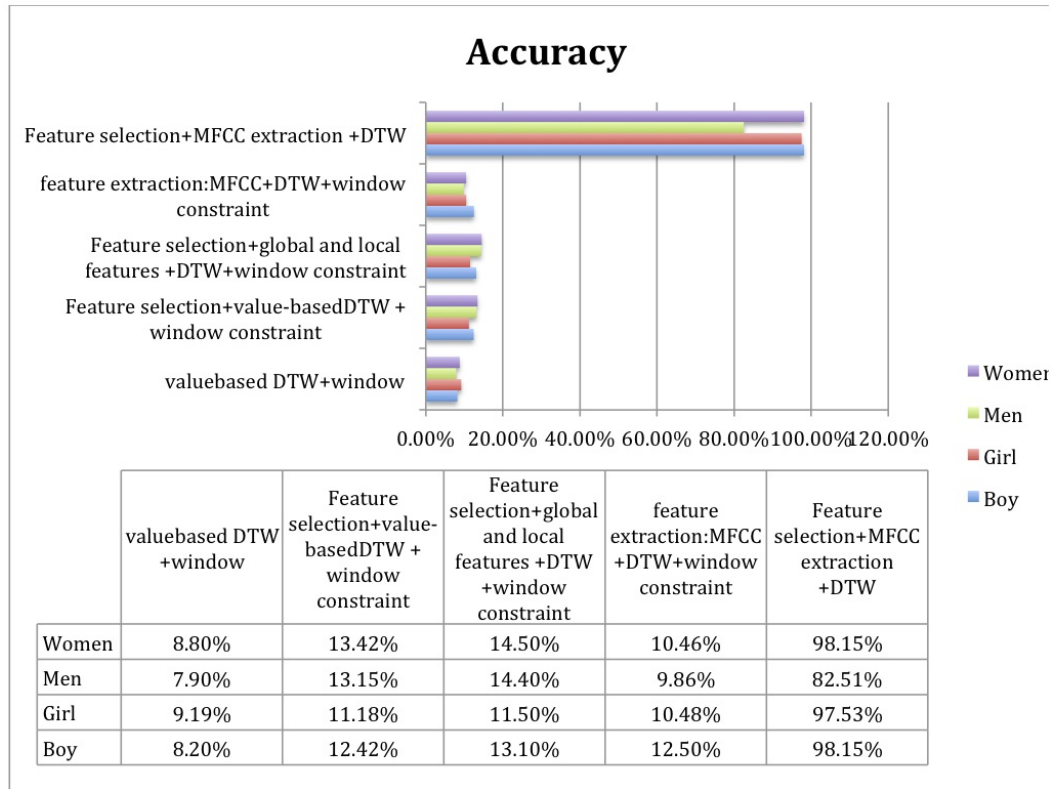 Accuracy
Feature selection+MFCC extraction +DTW
feature extraction:MFCC+DTW+window
constraint
Feature selection+global and local
features +DTW+window constraint
Feature selection+value-basedDTW +
window constraint
valuebased DTW+window
0.00% 20.00% 40.00% 60.00% 80.00% 100.00% 120.00%
Women
Men
Girl
Boy
valuebased DTW
+window
Feature
selection+value-
basedDTW +
window
constraint
Feature
selection+global
and local
features +DTW
+window
constraint
feature
extraction:MFCC
+DTW+window
constraint
Feature
selection+MFCC
extraction
+DTW
Women 8.80% 13.42% 14.50% 10.46% 98.15%
Men 7.90% 13.15% 14.40% 9.86% 82.51%
Girl 9.19% 11.18% 11.50% 10.48% 97.53%
Boy 8.20% 12.42% 13.10% 12.50% 98.15%